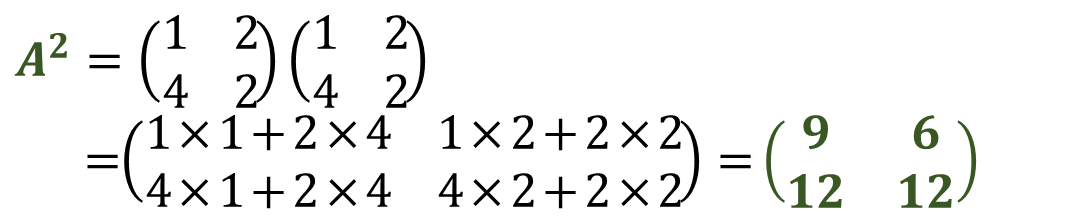 A² = (1 2
4 2) (1 2
4 2)
=(1×1+2×4 1×2+2×2
4×1+2×4 4×2+2×2) = (9 6
12 12)